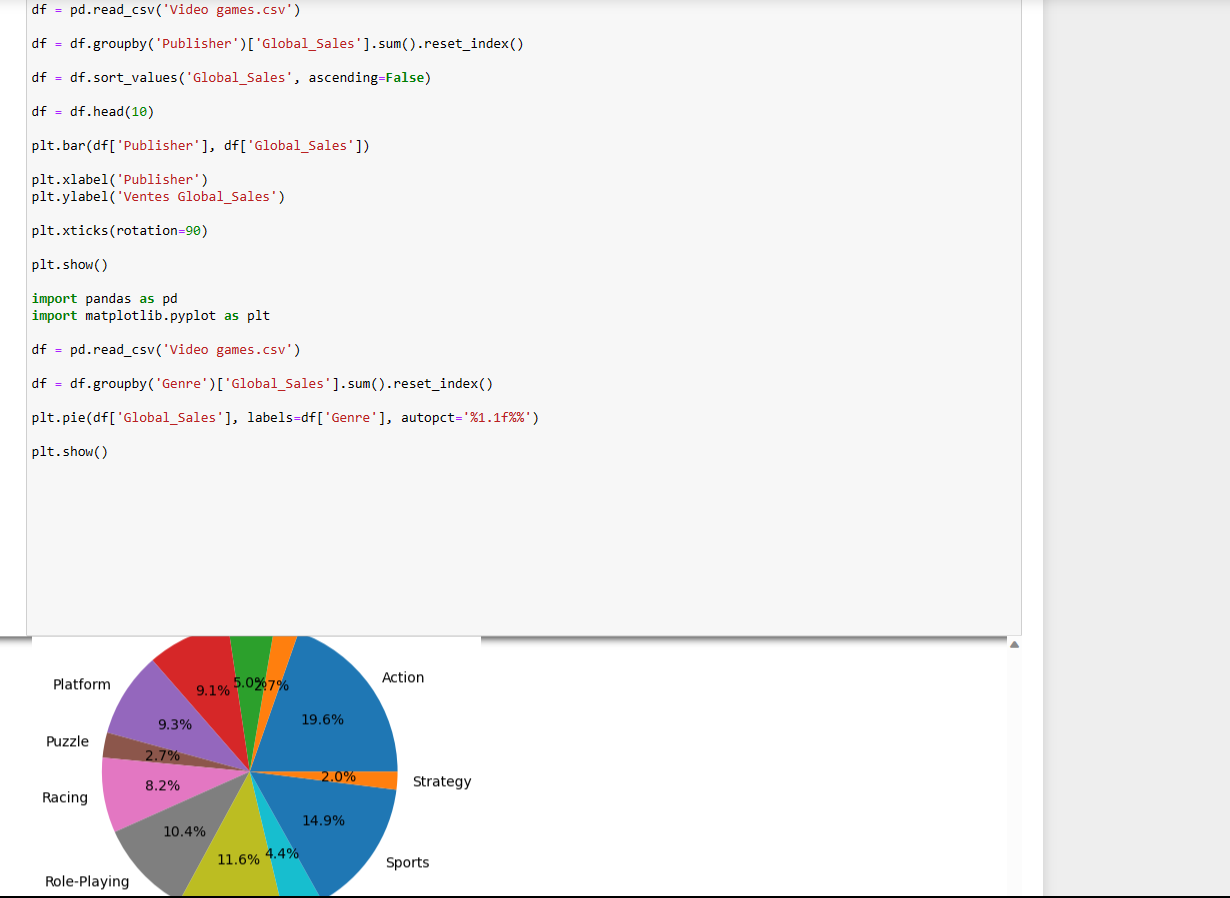 df = pd.read_csv('Video games.csv')
df = df.groupby('Publisher')['Global_Sales'].sum().reset_index()
df = df.sort_values('Global_Sales', ascending=False)
df = df.head(10)
plt.bar(df['Publisher'], df['Global_Sales'])
plt.xlabel('Publisher')
plt.ylabel('Ventes Global_Sales')
plt.xticks(rotation=90)
plt.show()
import pandas as pd
import matplotlib.pyplot as plt
df = pd.read_csv('Video games.csv')
df = df.groupby('Genre')['Global_Sales'].sum().reset_index()
plt.pie(df['Global_Sales'], labels=df['Genre'], autopct='%1.1f%%')
plt.show()
Action
Platform
5.0%
2.7%
9.1%
19.6%
9.3%
Puzzle
2.7%
2.0%
Strategy
8.2%
Racing
14.9%
10.4%
4.4%
11.6%
Sports
Role-Playing